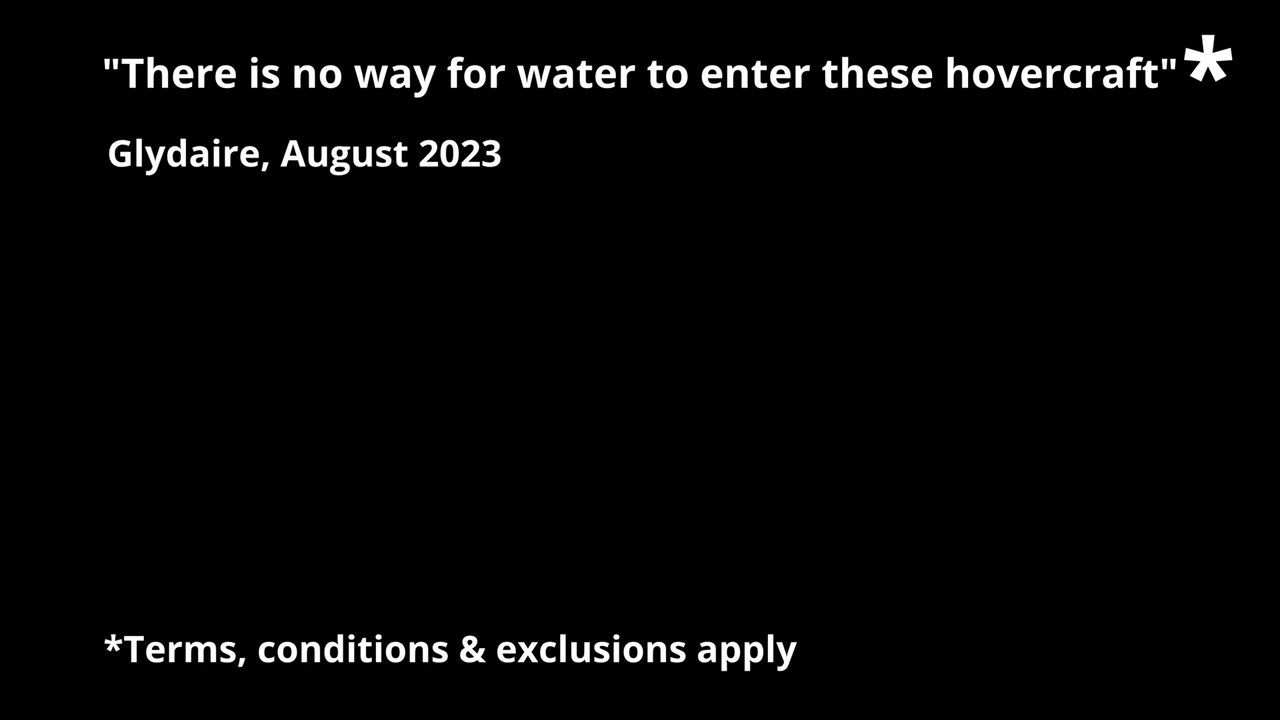 "There is no way for water to enter these hovercraft"*
Glydaire, August 2023
*Terms, conditions & exclusions apply